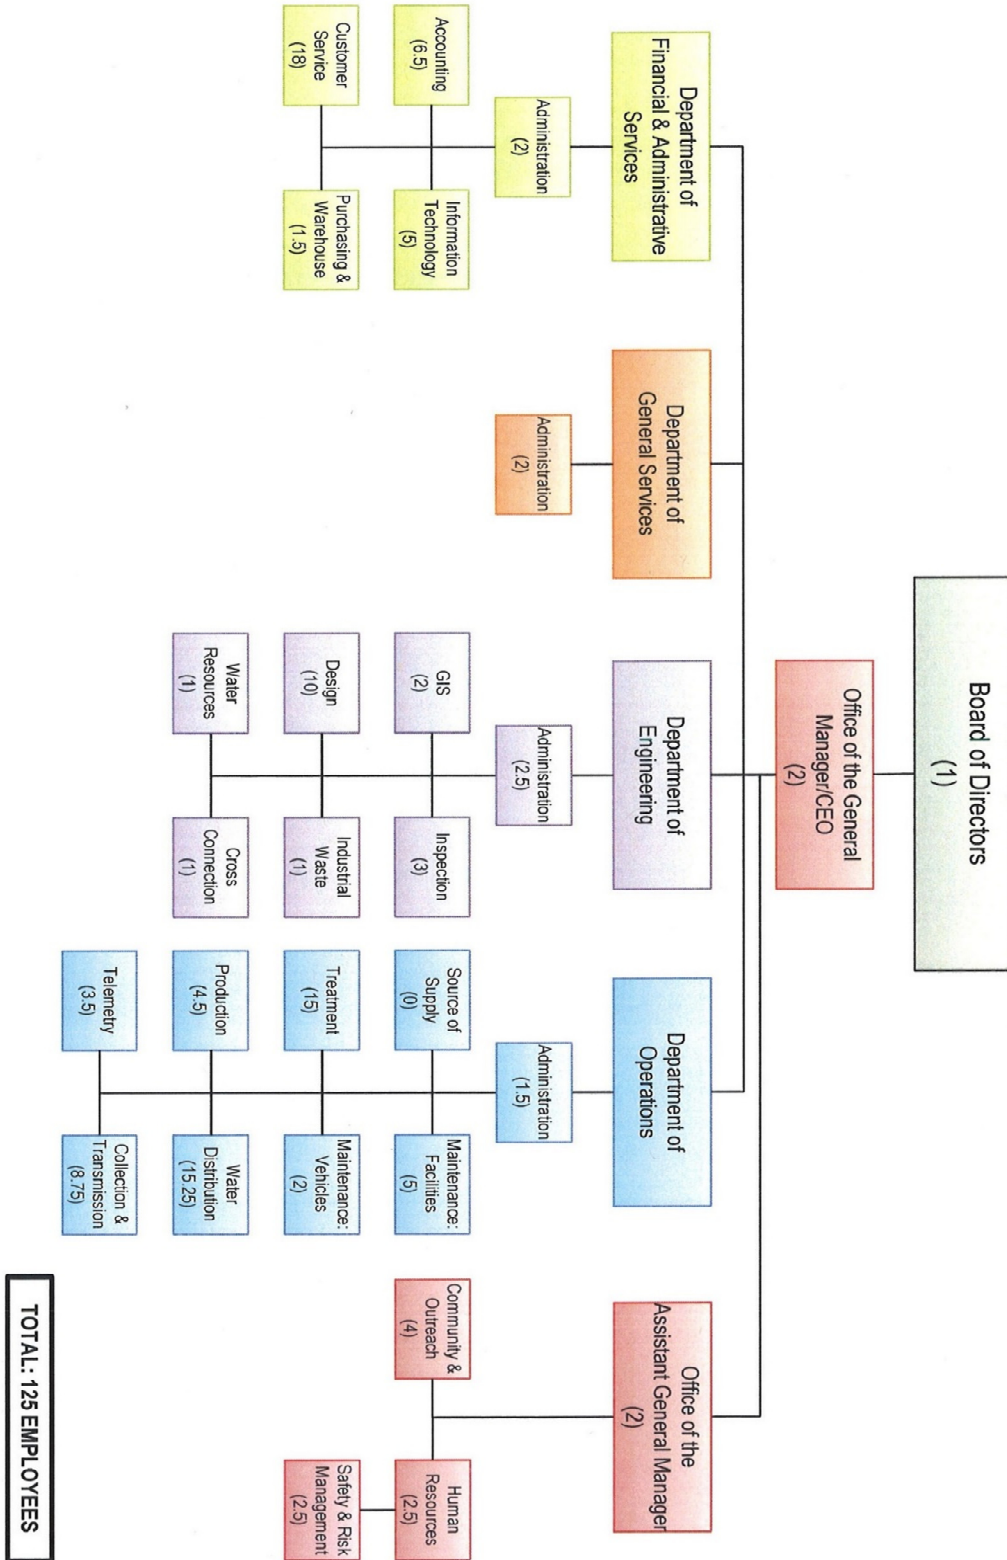 Board of Directors
(1)
Office of the General
Manager/CEO
(2)
Department of
Financial & Administrative
Services
Administration
(2)
Accounting
(6.5)
Information
Technology
(5)
Customer
Service
(18)
Purchasing &
Warehouse
(1.5)
Department of
General Services
Administration
(2)
Department of
Engineering
Administration
(2.5)
GIS
(2)
Inspection
(3)
Design
(10)
Industrial
Waste
(1)
Water
Resources
(1)
Cross
Connection
(1)
Department of
Operations
Administration
(1.5)
Source of
Supply
(0)
Maintenance:
Facilities
(5)
Treatment
(15)
Maintenance:
Vehicles
(2)
Production
(4.5)
Water
Distribution
(15.25)
Telemetry
(3.5)
Collection &
Transmission
(8.75)
Office of the
Assistant General Manager
(2)
Community &
Outreach
(4)
Human
Resources
(2.5)
Safety & Risk
Management
(2.5)
TOTAL: 125 EMPLOYEES